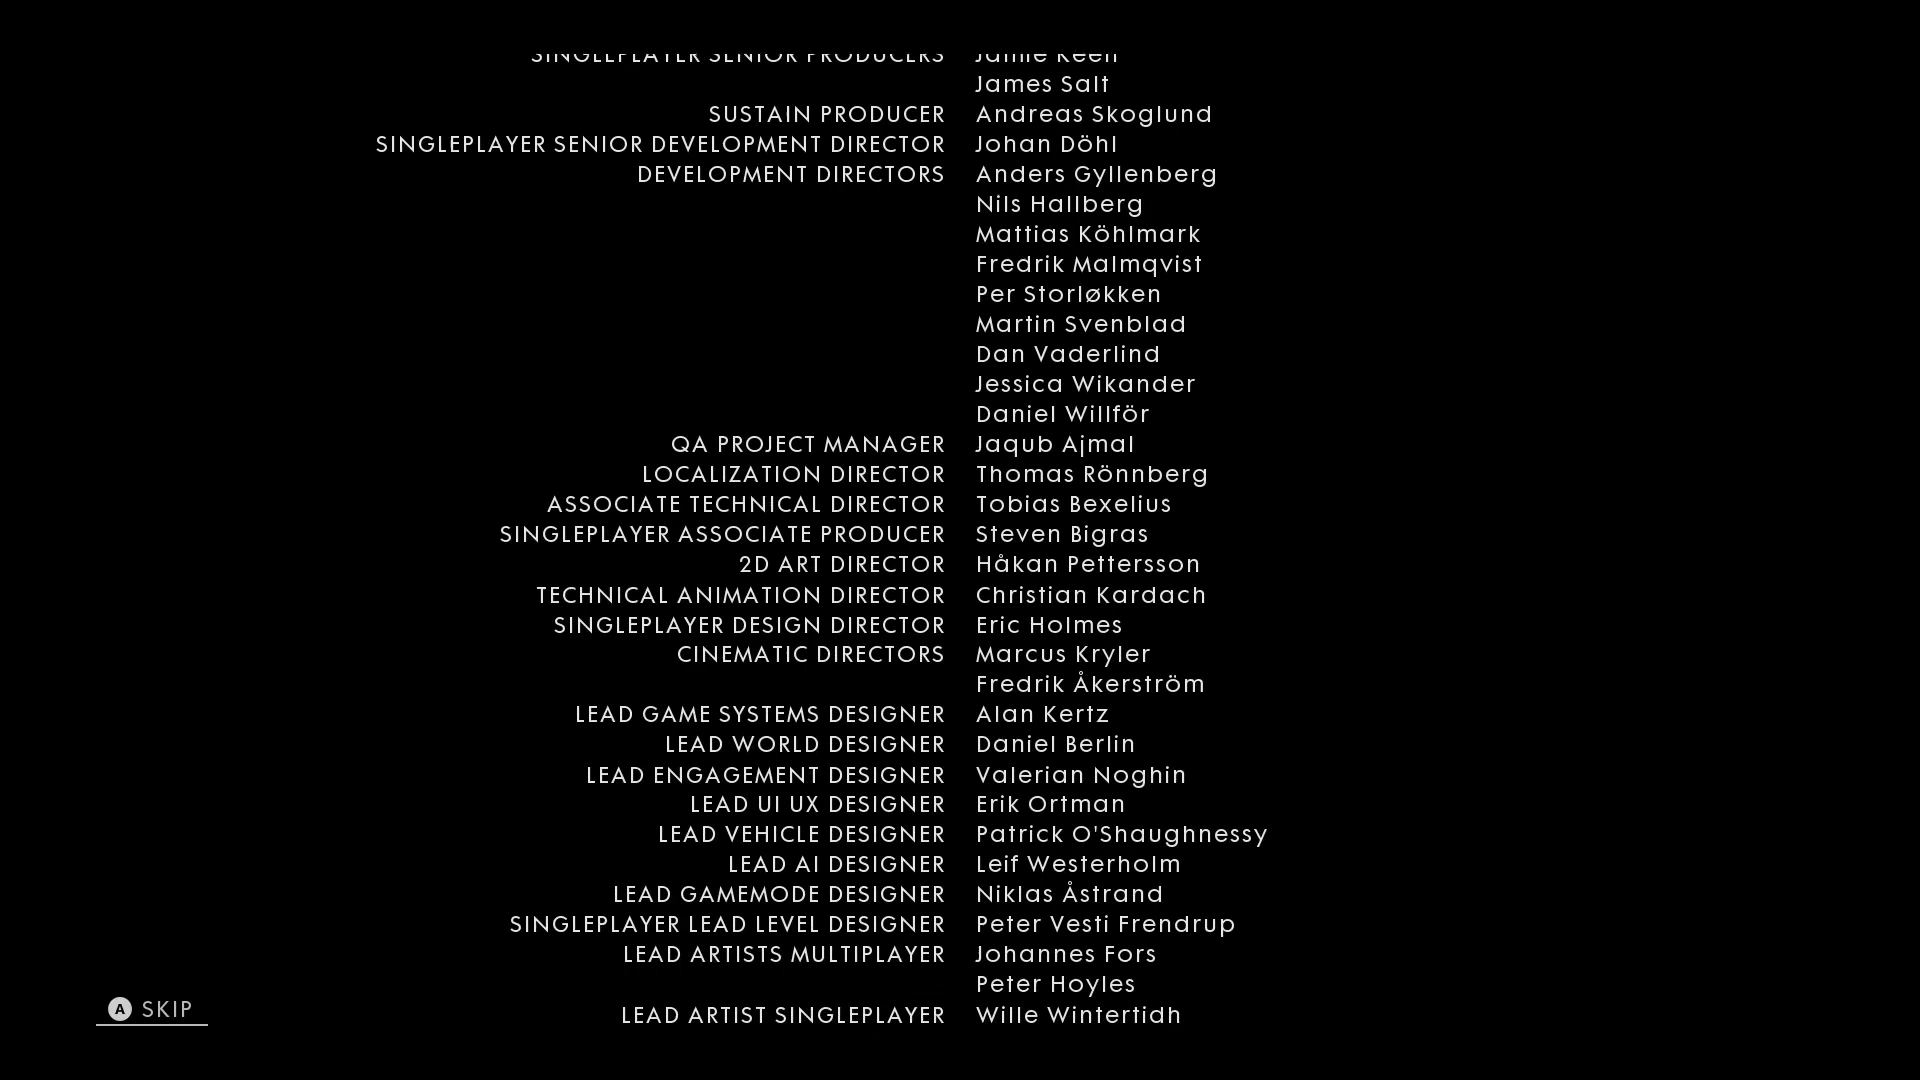 SINGLEPLAYER SENIOR PRODUCERS Jamie Keen
James Salt
SUSTAIN PRODUCER Andreas Skoglund
SINGLEPLAYER SENIOR DEVELOPMENT DIRECTOR Johan Döhl
DEVELOPMENT DIRECTORS Anders Gyllenberg
Nils Hallberg
Mattias Köhlmark
Fredrik Malmqvist
Per Storløkken
Martin Svenblad
Dan Vaderlind
Jessica Wikander
Daniel Willför
QA PROJECT MANAGER Jaqub Ajmal
LOCALIZATION DIRECTOR Thomas Rönnberg
ASSOCIATE TECHNICAL DIRECTOR Tobias Bexelius
SINGLEPLAYER ASSOCIATE PRODUCER Steven Bigras
2D ART DIRECTOR Håkan Pettersson
TECHNICAL ANIMATION DIRECTOR Christian Kardach
SINGLEPLAYER DESIGN DIRECTOR Eric Holmes
CINEMATIC DIRECTORS Marcus Kryler
Fredrik Åkerström
LEAD GAME SYSTEMS DESIGNER Alan Kertz
LEAD WORLD DESIGNER Daniel Berlin
LEAD ENGAGEMENT DESIGNER Valerian Noghin
LEAD UI UX DESIGNER Erik Ortman
LEAD VEHICLE DESIGNER Patrick O'Shaughnessy
LEAD AI DESIGNER Leif Westerholm
LEAD GAMEMODE DESIGNER Niklas Åstrand
SINGLEPLAYER LEAD LEVEL DESIGNER Peter Vesti Frendrup
LEAD ARTISTS MULTIPLAYER Johannes Fors
Peter Hoyles
LEAD ARTIST SINGLEPLAYER Wille Wintertidh
A SKIP